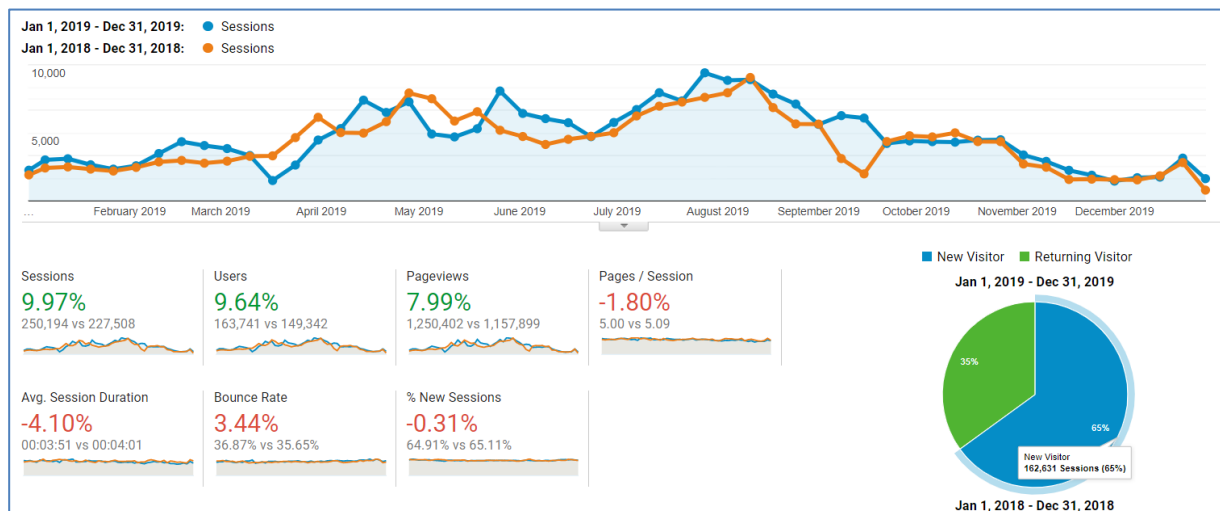 Jan 1, 2019 - Dec 31, 2019: Sessions
Jan 1, 2018 - Dec 31, 2018: Sessions
10,000
5,000
... February 2019 March 2019 April 2019 May 2019 June 2019 July 2019 August 2019 September 2019 October 2019 November 2019 December 2019
Sessions
9.97%
250,194 vs 227,508
Users
9.64%
163,741 vs 149,342
Pageviews
7.99%
1,250,402 vs 1,157,899
Pages / Session
-1.80%
5.00 vs 5.09
Avg. Session Duration
-4.10%
00:03:51 vs 00:04:01
Bounce Rate
3.44%
36.87% vs 35.65%
% New Sessions
-0.31%
64.91% vs 65.11%
New Visitor Returning Visitor
Jan 1, 2019 - Dec 31, 2019
35%
65%
New Visitor
162,631 Sessions (65%)
Jan 1, 2018 - Dec 31, 2018